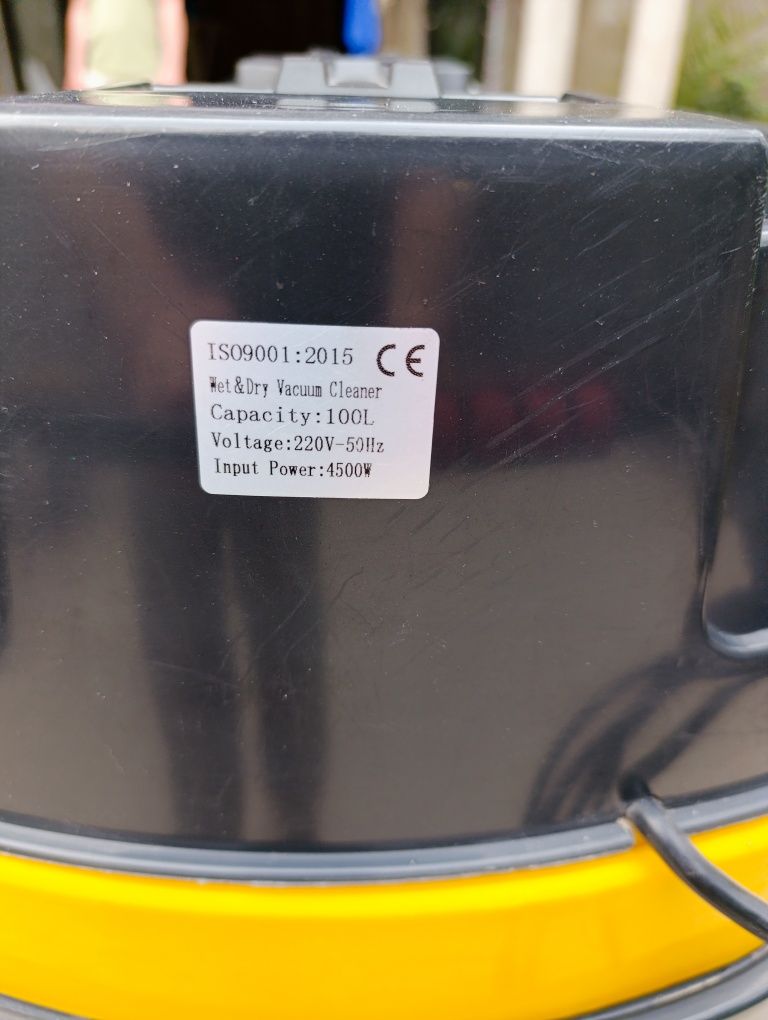 ISO9001:2015 CE
Wet&Dry Vacuum Cleaner
Capacity:100L
Voltage:220V-50Hz
Input Power:4500W